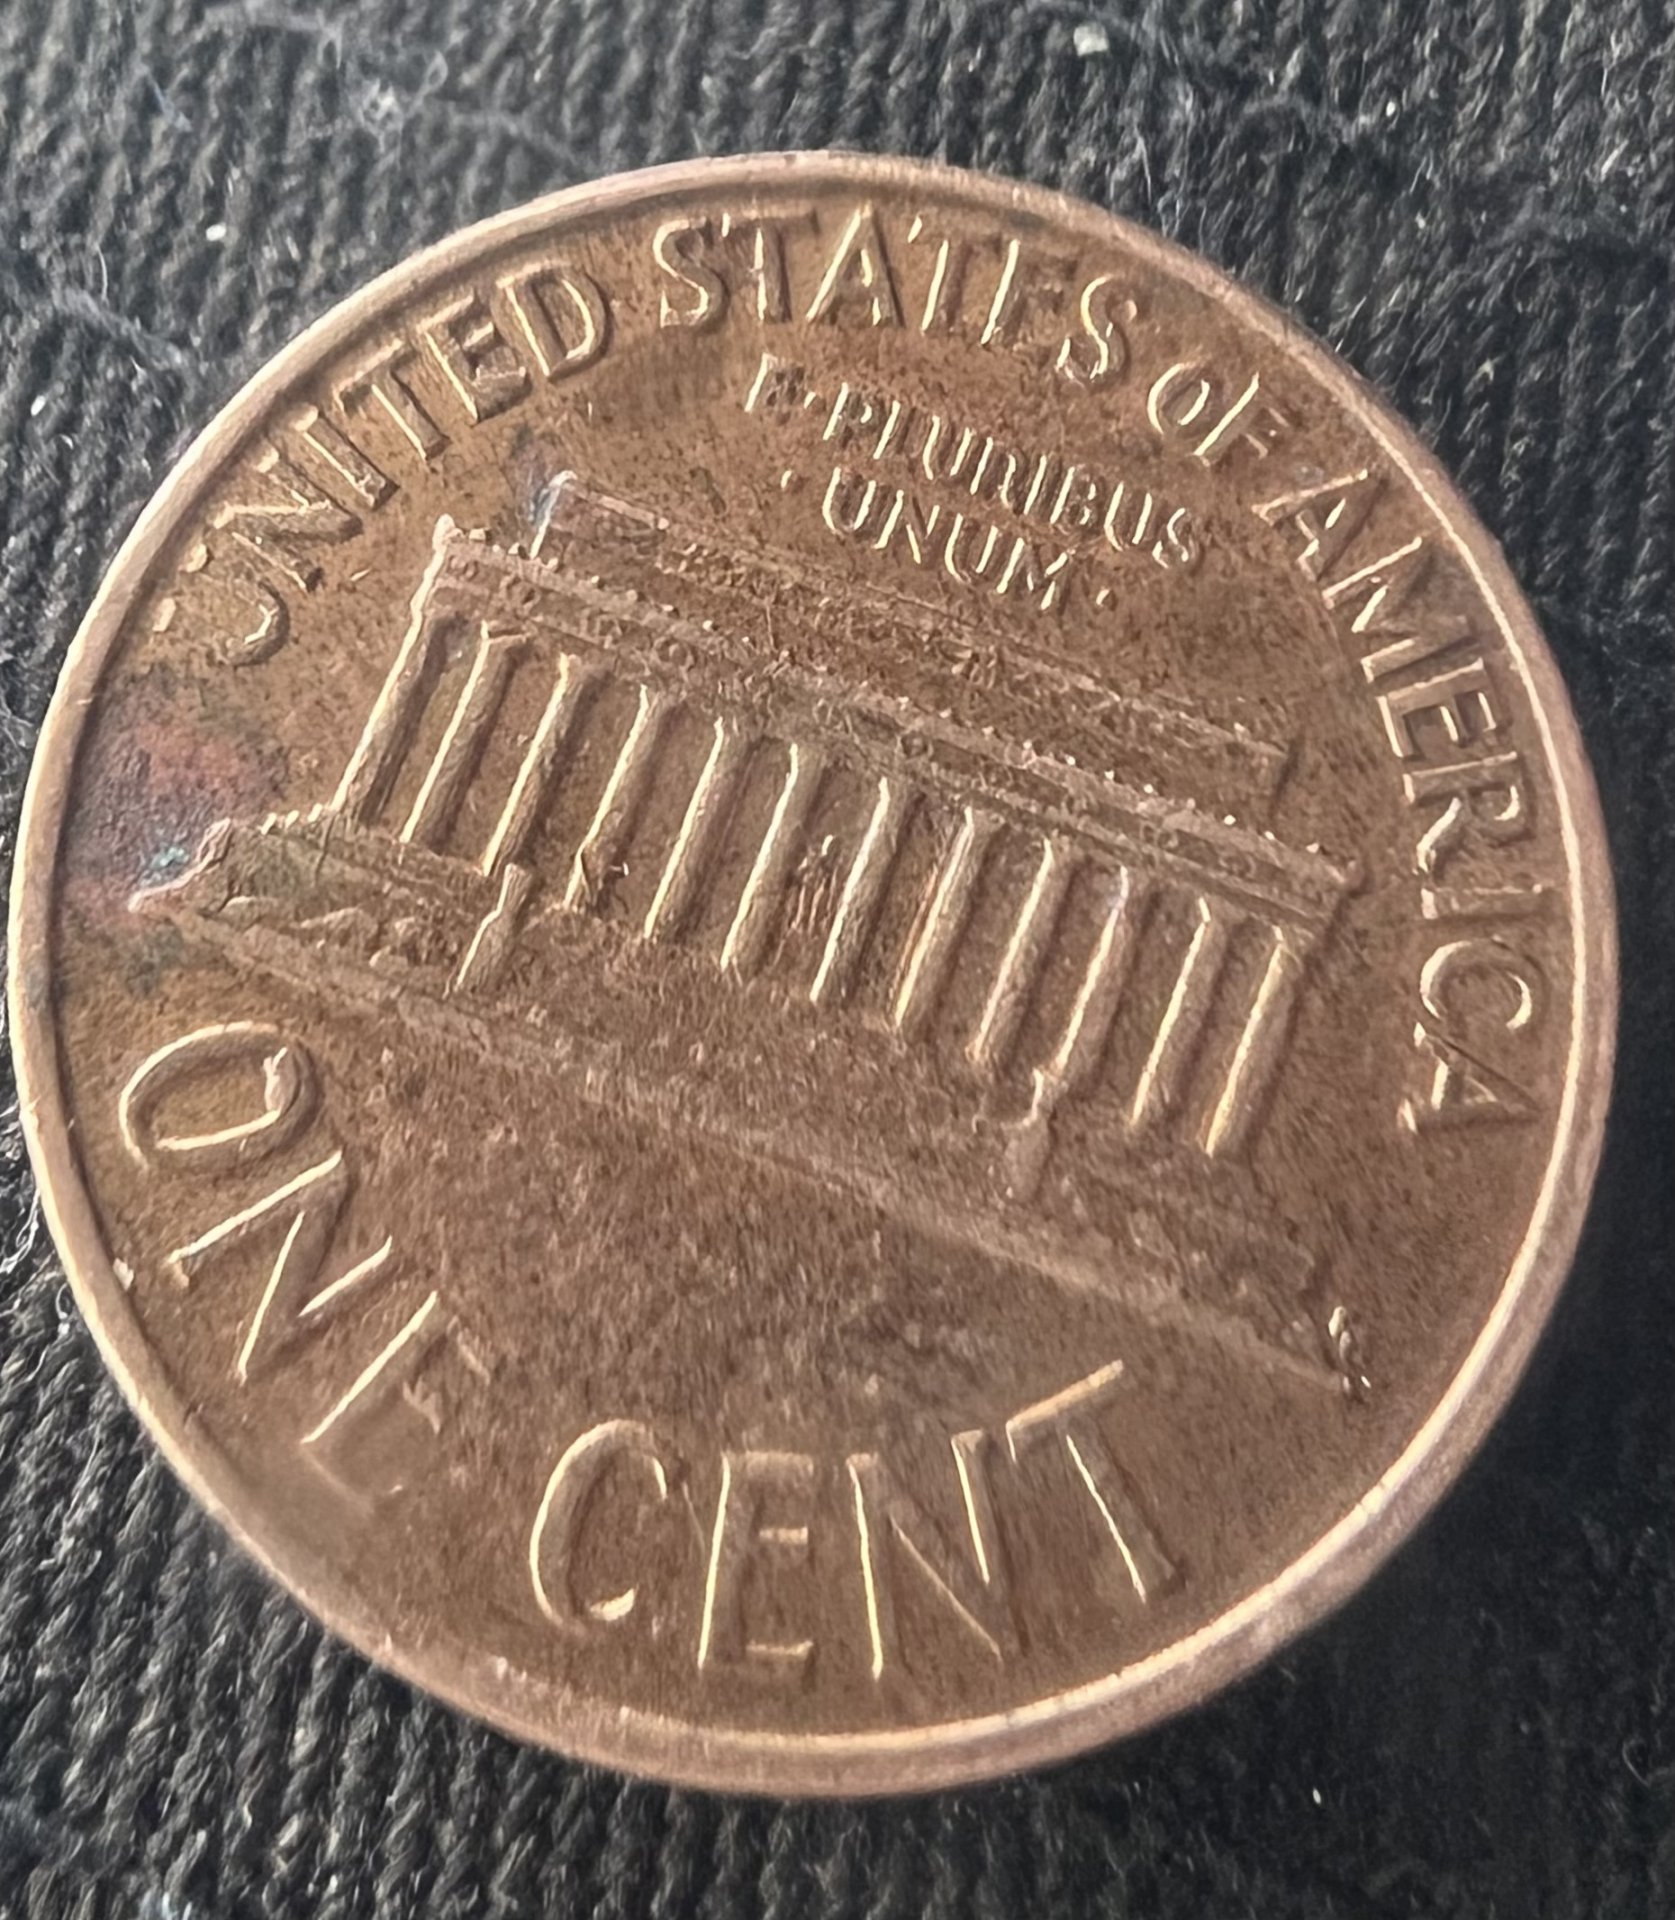 UNITED STATES OF AMERICA
E·PLURIBUS
·UNUM·
ONE CENT